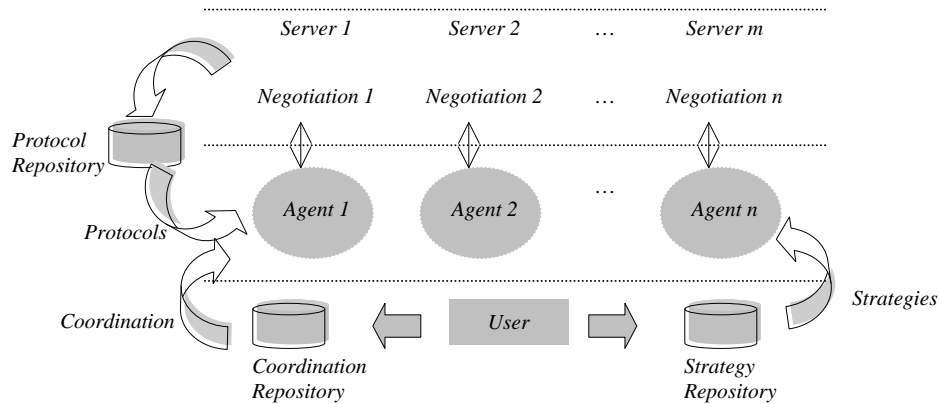 Server 1 Server 2 … Server m
Negotiation 1 Negotiation 2 … Negotiation n
Protocol
Repository
Agent 1 Agent 2 … Agent n
Protocols
Coordination
User
Strategies
Coordination
Repository
Strategy
Repository